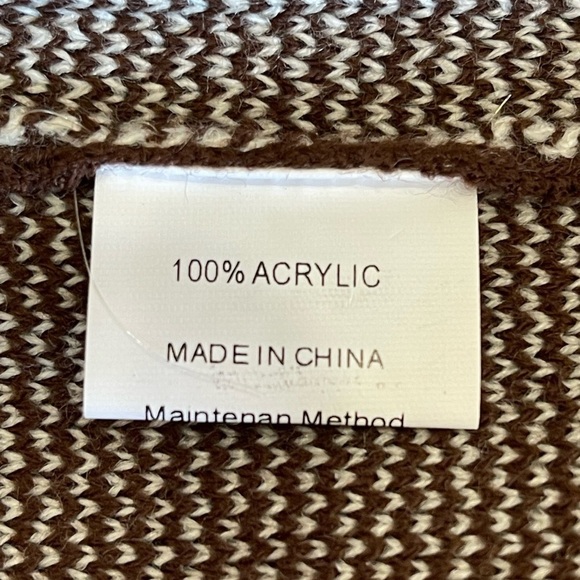 100% ACRYLIC
MADE IN CHINA
Maintenan Method